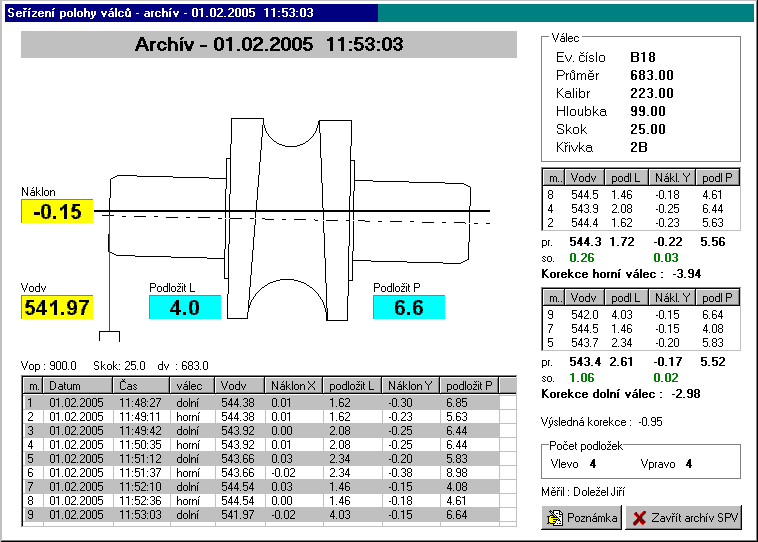 Seřízení polohy válců - archív - 01.02.2005 11:53:03
Archív - 01.02.2005 11:53:03
Náklon
-0.15
Vodv
541.97
Podložit L
4.0
Podložit P
6.6
Vop : 900.0 Skok: 25.0 dv : 683.0
m. Datum Čas válec Vodv Náklon X podložit L Náklon Y podložit P
1 01.02.2005 11:48:27 dolní 544.38 0.01 1.62 -0.30 6.85
2 01.02.2005 11:49:11 horní 544.38 0.01 1.62 -0.23 5.63
3 01.02.2005 11:49:42 dolní 543.92 0.00 2.08 -0.25 6.44
4 01.02.2005 11:50:35 horní 543.92 0.01 2.08 -0.25 6.44
5 01.02.2005 11:51:12 dolní 543.66 0.03 2.34 -0.20 5.83
6 01.02.2005 11:51:37 horní 543.66 -0.02 2.34 -0.38 8.98
7 01.02.2005 11:52:10 dolní 544.54 0.03 1.46 -0.15 4.08
8 01.02.2005 11:52:36 horní 544.54 0.00 1.46 -0.18 4.61
9 01.02.2005 11:53:03 dolní 541.97 -0.02 4.03 -0.15 6.64
Válec
Ev. číslo B18
Průměr 683.00
Kalibr 223.00
Hloubka 99.00
Skok 25.00
Křivka 2B
m.. Vodv podl L Nákl. Y podl P
8 544.5 1.46 -0.18 4.61
4 543.9 2.08 -0.25 6.44
2 544.4 1.62 -0.23 5.63
pr. 544.3 1.72 -0.22 5.56
so. 0.26 0.03
Korekce horní válec : -3.94
m.. Vodv podl L Nákl. Y podl P
9 542.0 4.03 -0.15 6.64
7 544.5 1.46 -0.15 4.08
5 543.7 2.34 -0.20 5.83
pr. 543.4 2.61 -0.17 5.52
so. 1.06 0.02
Korekce dolní válec : -2.98
Výsledná korekce : -0.95
Počet podložek
Vlevo 4 Vpravo 4
Měřil : Doležel Jiří
Poznámka Zavřít archív SPV